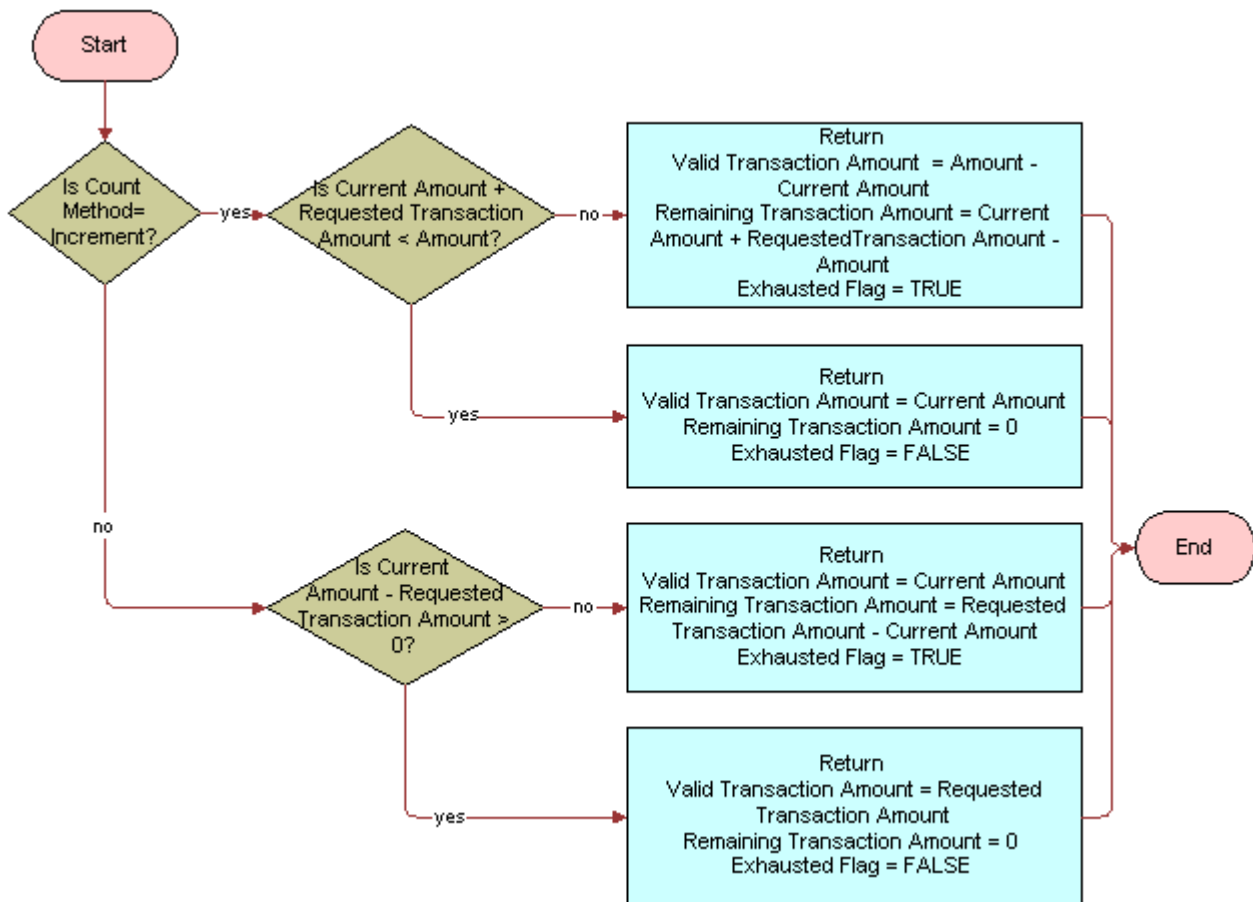 Start
Is Count
Method=
Increment?
yes
Is Current Amount +
Requested Transaction
Amount < Amount?
no
Return
Valid Transaction Amount = Amount -
Current Amount
Remaining Transaction Amount = Current
Amount + RequestedTransaction Amount -
Amount
Exhausted Flag = TRUE
yes
Return
Valid Transaction Amount = Current Amount
Remaining Transaction Amount = 0
Exhausted Flag = FALSE
no
Is Current
Amount - Requested
Transaction Amount >
0?
no
Return
Valid Transaction Amount = Current Amount
Remaining Transaction Amount = Requested
Transaction Amount - Current Amount
Exhausted Flag = TRUE
End
yes
Return
Valid Transaction Amount = Requested
Transaction Amount
Remaining Transaction Amount = 0
Exhausted Flag = FALSE